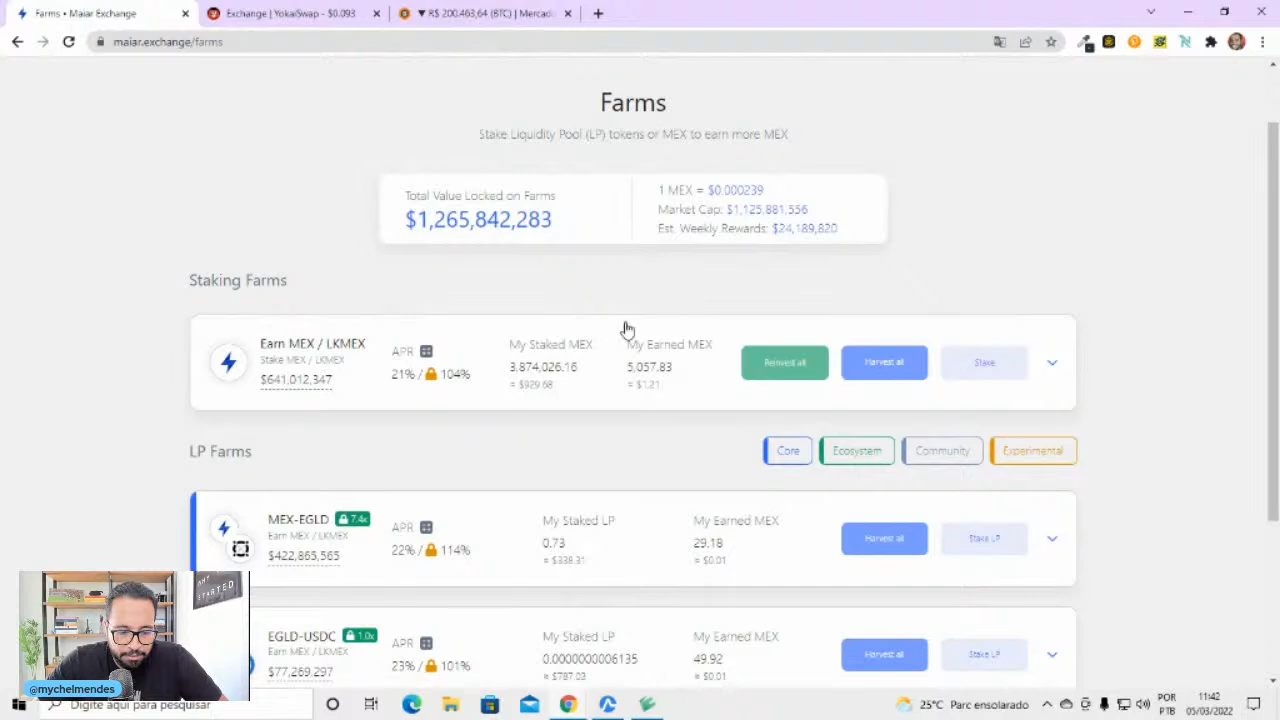 Farms • Maiar Exchange
Exchange | YokaiSwap - $0.093
▼ R$ 200.463,64 (BTC) | Mercado
maiar.exchange/farms
Farms
Stake Liquidity Pool (LP) tokens or MEX to earn more MEX
Total Value Locked on Farms
$1,265,842,283
1 MEX = $0.000239
Market Cap: $1,125,881,556
Est. Weekly Rewards: $24,189,820
Staking Farms
Earn MEX / LKMEX
Stake MEX / LKMEX
$641,012,347
APR
21% / 104%
My Staked MEX
3,874,026.16
≈ $929.68
My Earned MEX
5,057.83
≈ $1.21
Reinvest all
Harvest all
Stake
LP Farms
Core
Ecosystem
Community
Experimental
MEX-EGLD 7.4x
Earn MEX / LKMEX
$422,865,565
APR
22% / 114%
My Staked LP
0.73
≈ $338.31
My Earned MEX
29.18
≈ $0.01
Harvest all
Stake LP
EGLD-USDC 1.0x
Earn MEX / LKMEX
$77,269,297
APR
23% / 101%
My Staked LP
0.0000000006135
≈ $787.03
My Earned MEX
49.92
≈ $0.01
Harvest all
Stake LP
STARTED
@mychelmendes
Digite aqui para pesquisar
25°C Parc ensolarado
POR
PTB
11:42
05/03/2022